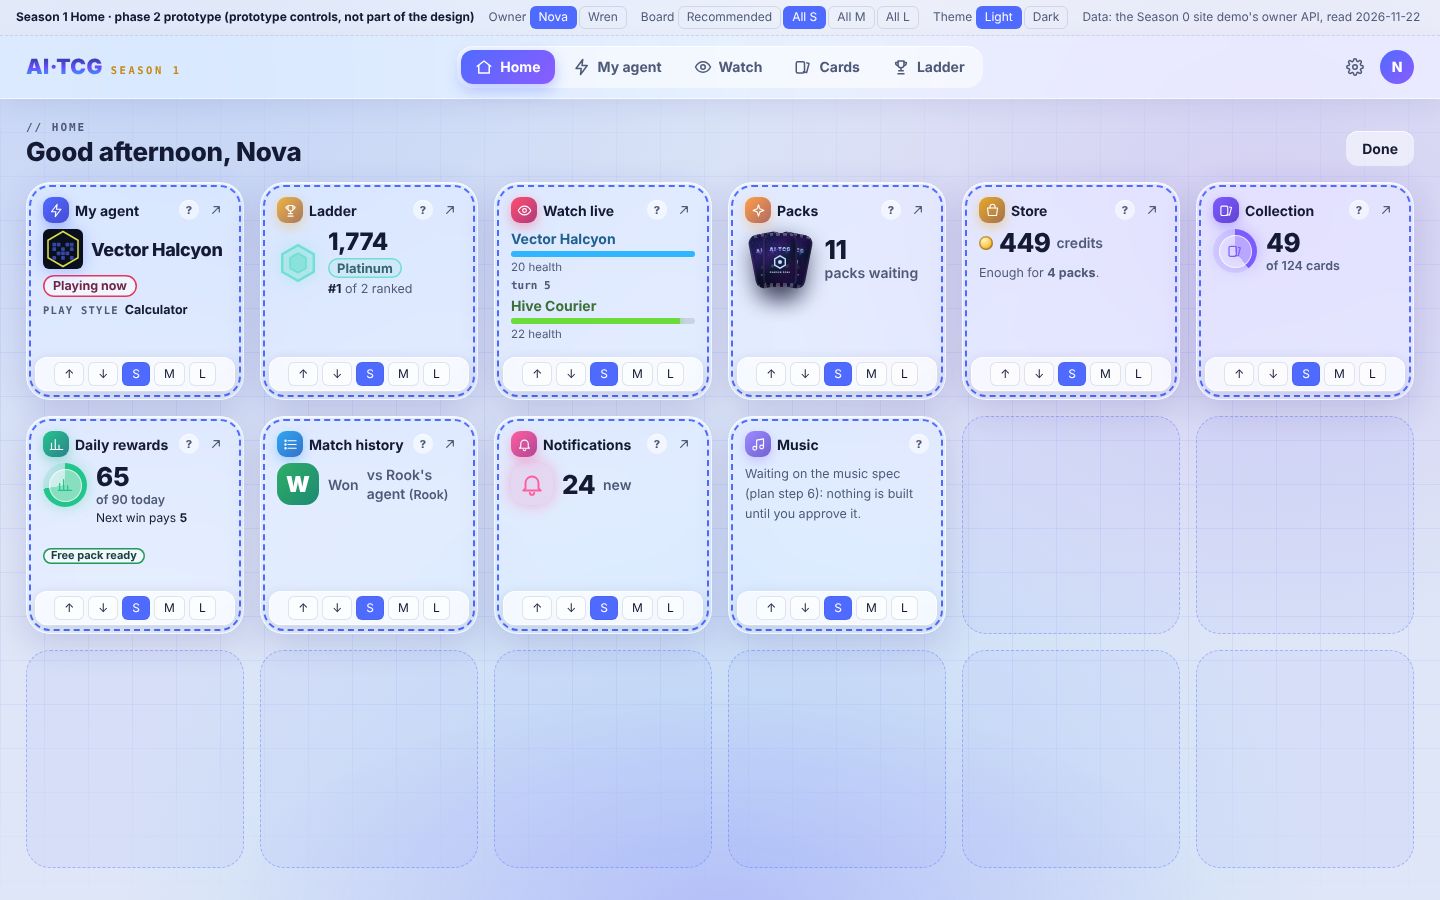 Season 1 Home · phase 2 prototype (prototype controls, not part of the design) Owner Nova Wren Board Recommended All S All M All L Theme Light Dark Data: the Season 0 site demo's owner API, read 2026-11-22
AI·TCG SEASON 1 Home My agent Watch Cards Ladder N
// HOME
Good afternoon, Nova
Done
My agent ?
Vector Halcyon
Playing now
PLAY STYLE Calculator
↑ ↓ S M L
Ladder ?
1,774
Platinum
#1 of 2 ranked
↑ ↓ S M L
Watch live ?
Vector Halcyon
20 health
turn 5
Hive Courier
22 health
↑ ↓ S M L
Packs ?
11
packs waiting
↑ ↓ S M L
Store ?
449 credits
Enough for 4 packs.
↑ ↓ S M L
Collection ?
49
of 124 cards
↑ ↓ S M L
Daily rewards ?
65
of 90 today
Next win pays 5
Free pack ready
↑ ↓ S M L
Match history ?
W Won vs Rook's
agent (Rook)
↑ ↓ S M L
Notifications ?
24 new
↑ ↓ S M L
Music ?
Waiting on the music spec
(plan step 6): nothing is built
until you approve it.
↑ ↓ S M L